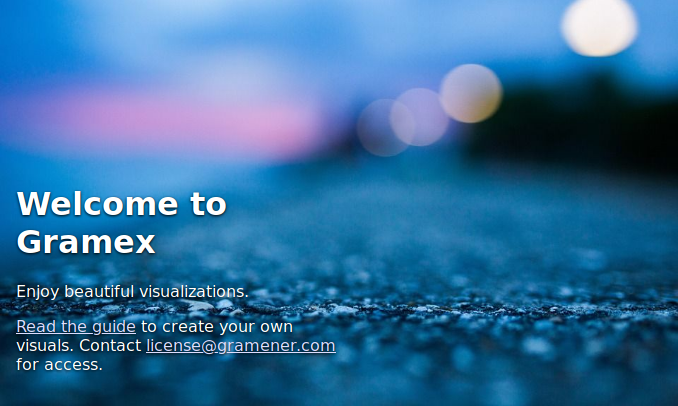 Welcome to
Gramex
Enjoy beautiful visualizations.
Read the guide to create your own
visuals. Contact license@gramener.com
for access.